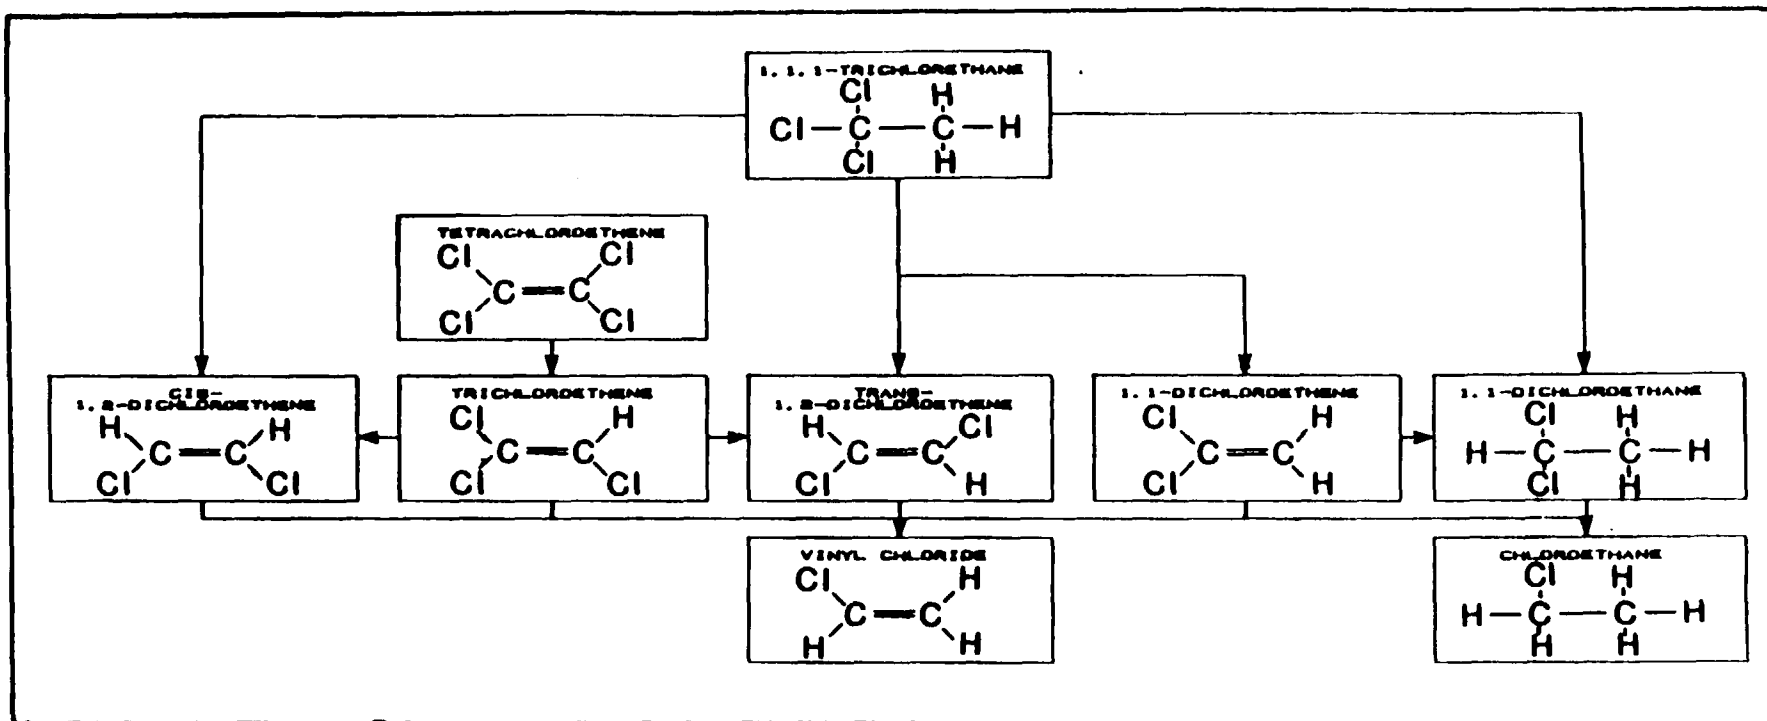 1,1,1-TRICHLORETHANE
Cl H
Cl—C—C—H
Cl H
TETRACHLOROETHENE
Cl Cl
C=C
Cl Cl
CIS-
1,2-DICHLOROETHENE
H H
C=C
Cl Cl
TRICHLOROETHENE
Cl H
C=C
Cl Cl
TRANS-
1,2-DICHLOROETHENE
H Cl
C=C
Cl H
1,1-DICHLOROETHENE
Cl H
C=C
Cl H
1,1-DICHLOROETHANE
Cl H
H—C—C—H
Cl H
VINYL CHLORIDE
Cl H
C=C
H H
CHLOROETHANE
Cl H
H—C—C—H
H H